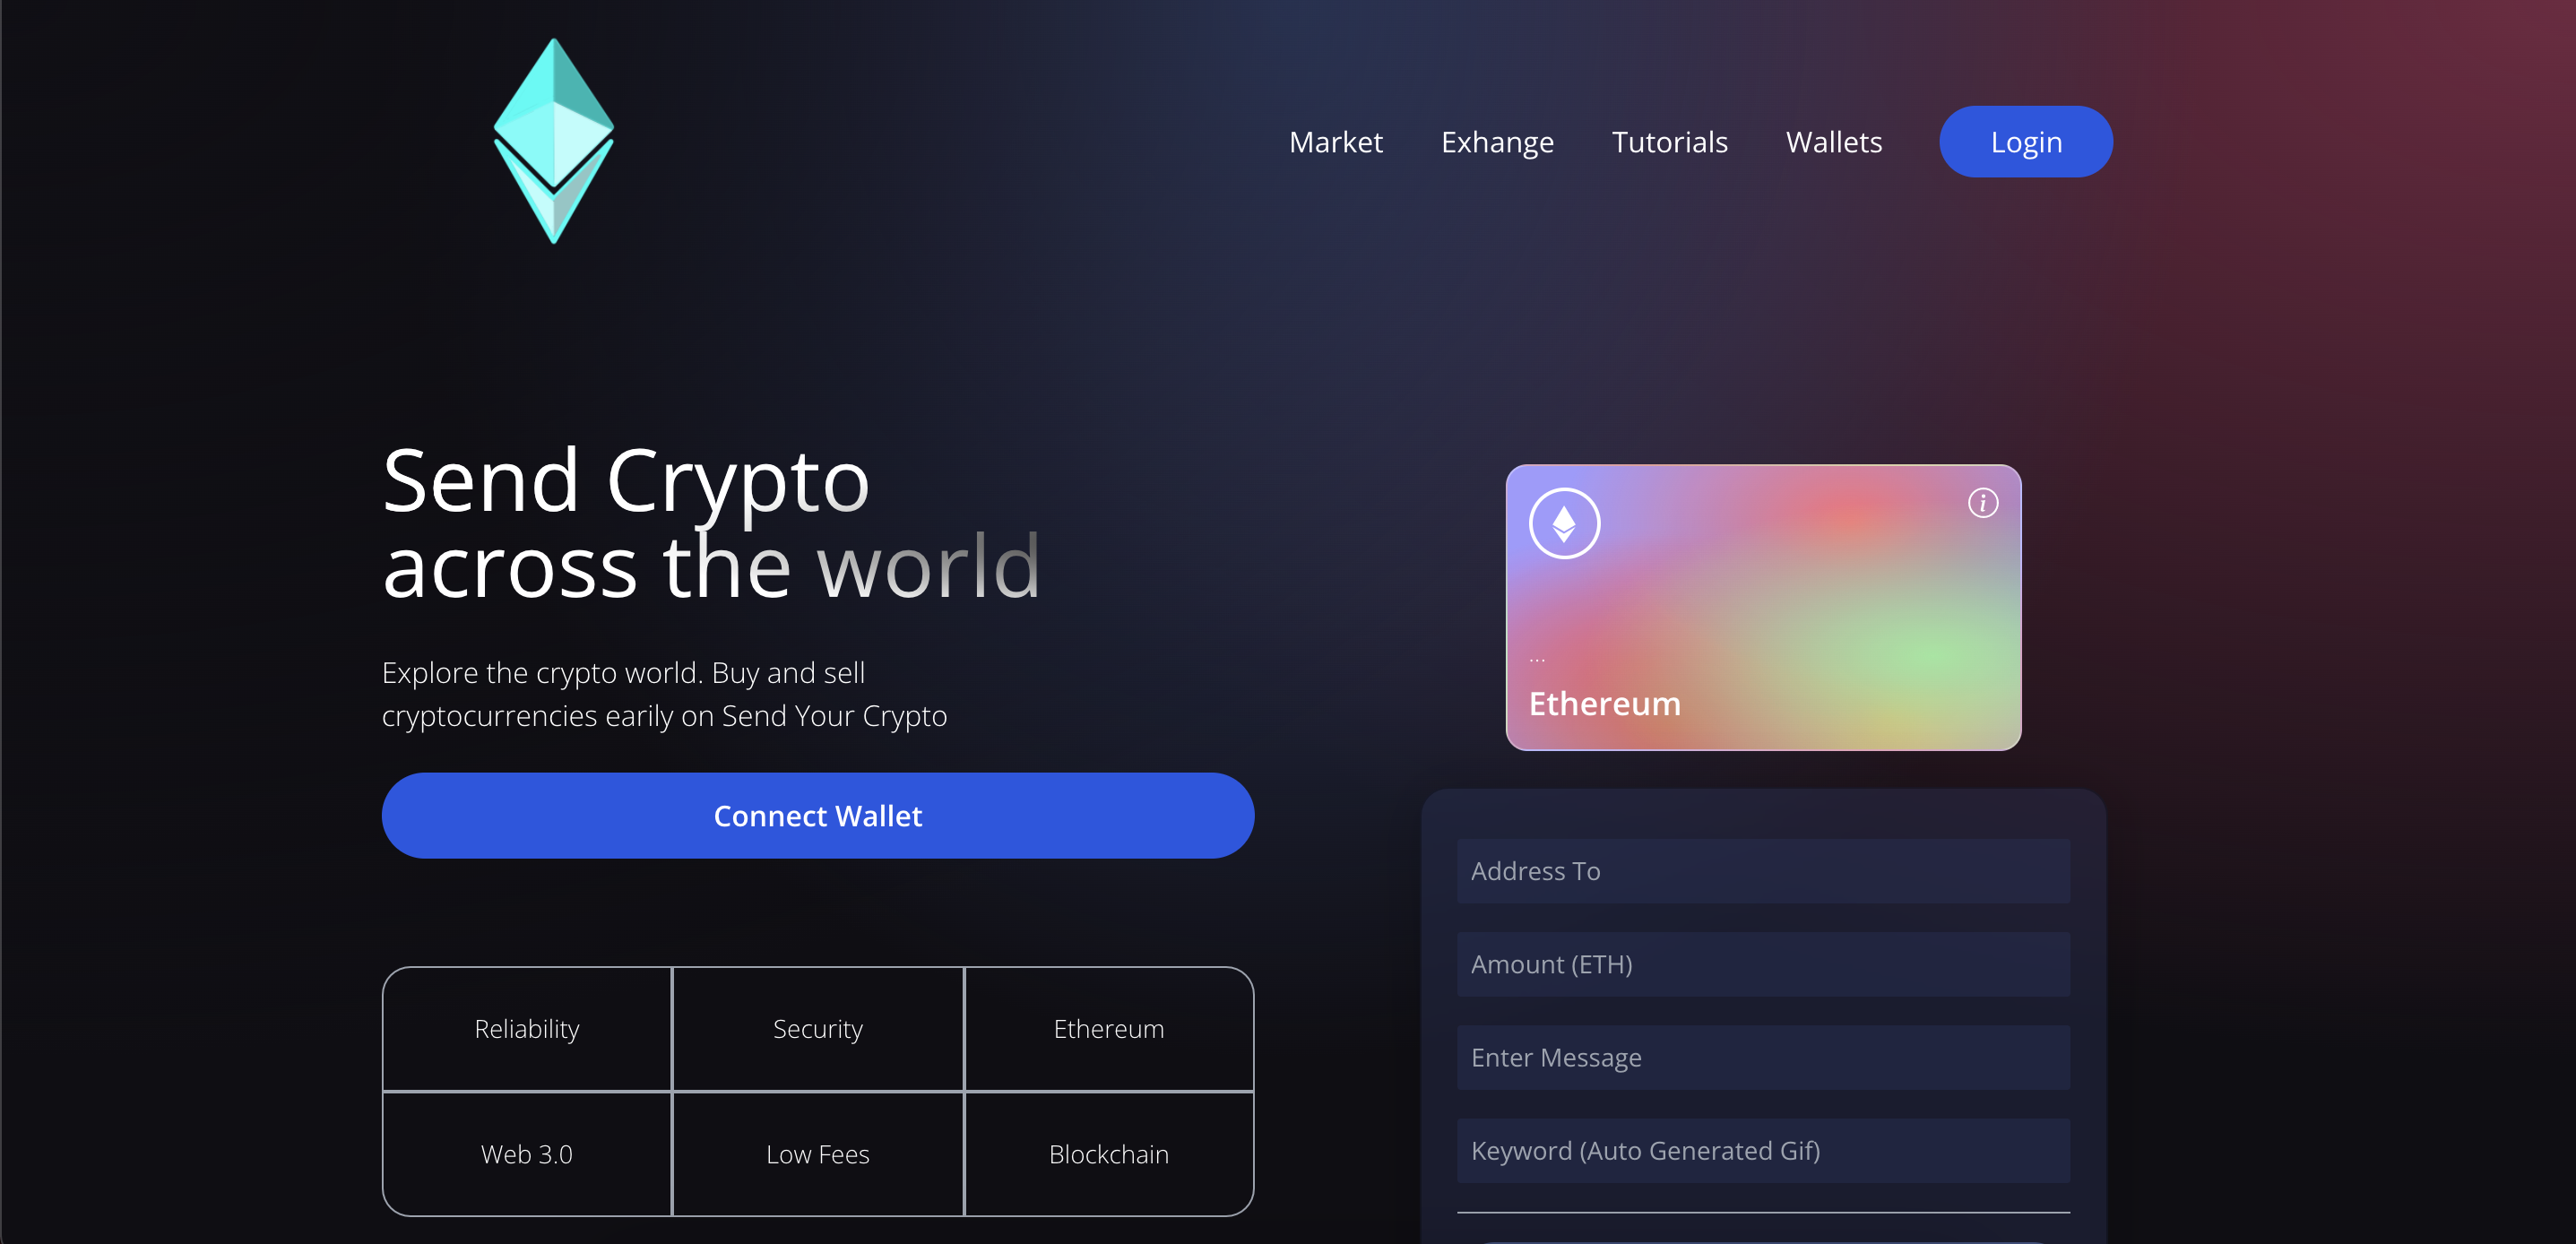 Market
Exhange
Tutorials
Wallets
Login
Send Crypto
across the world
Explore the crypto world. Buy and sell
cryptocurrencies earily on Send Your Crypto
Connect Wallet
Reliability
Security
Ethereum
Web 3.0
Low Fees
Blockchain
i
...
Ethereum
Address To
Amount (ETH)
Enter Message
Keyword (Auto Generated Gif)